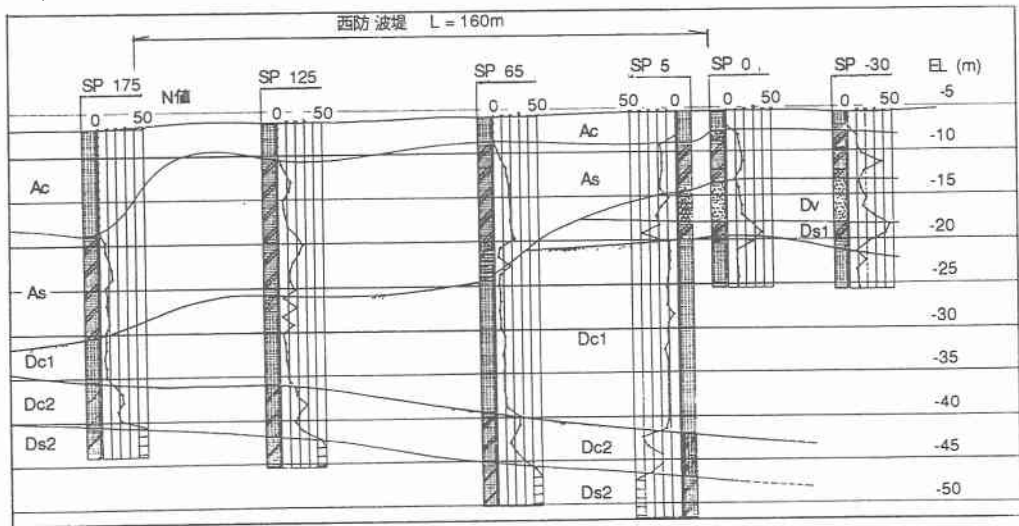 西防波堤 L = 160m
SP 175
N値
SP 125
SP 65
SP 5
SP 0
SP -30
EL (m)
0 50
0 50
0 50
50 0
0 50
0 50
-5
-10
-15
-20
-25
-30
-35
-40
-45
-50
Ac
Ac
As
As
Dv
Ds1
Dc1
Dc1
Dc2
Dc2
Ds2
Ds2